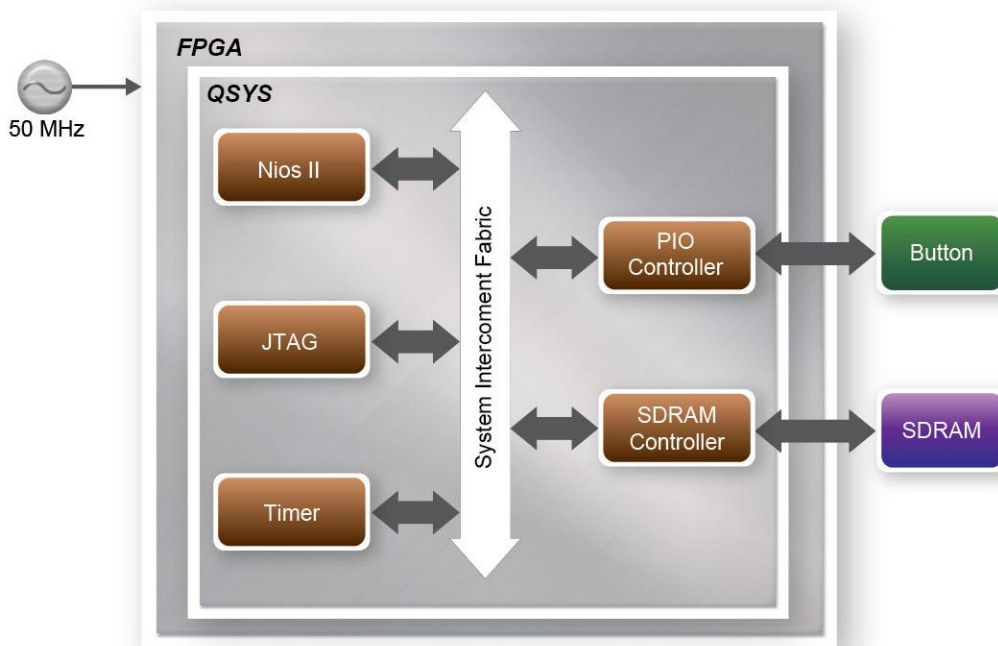 FPGA
QSYS
50 MHz
Nios II
JTAG
Timer
System Intercoment Fabric
PIO
Controller
SDRAM
Controller
Button
SDRAM